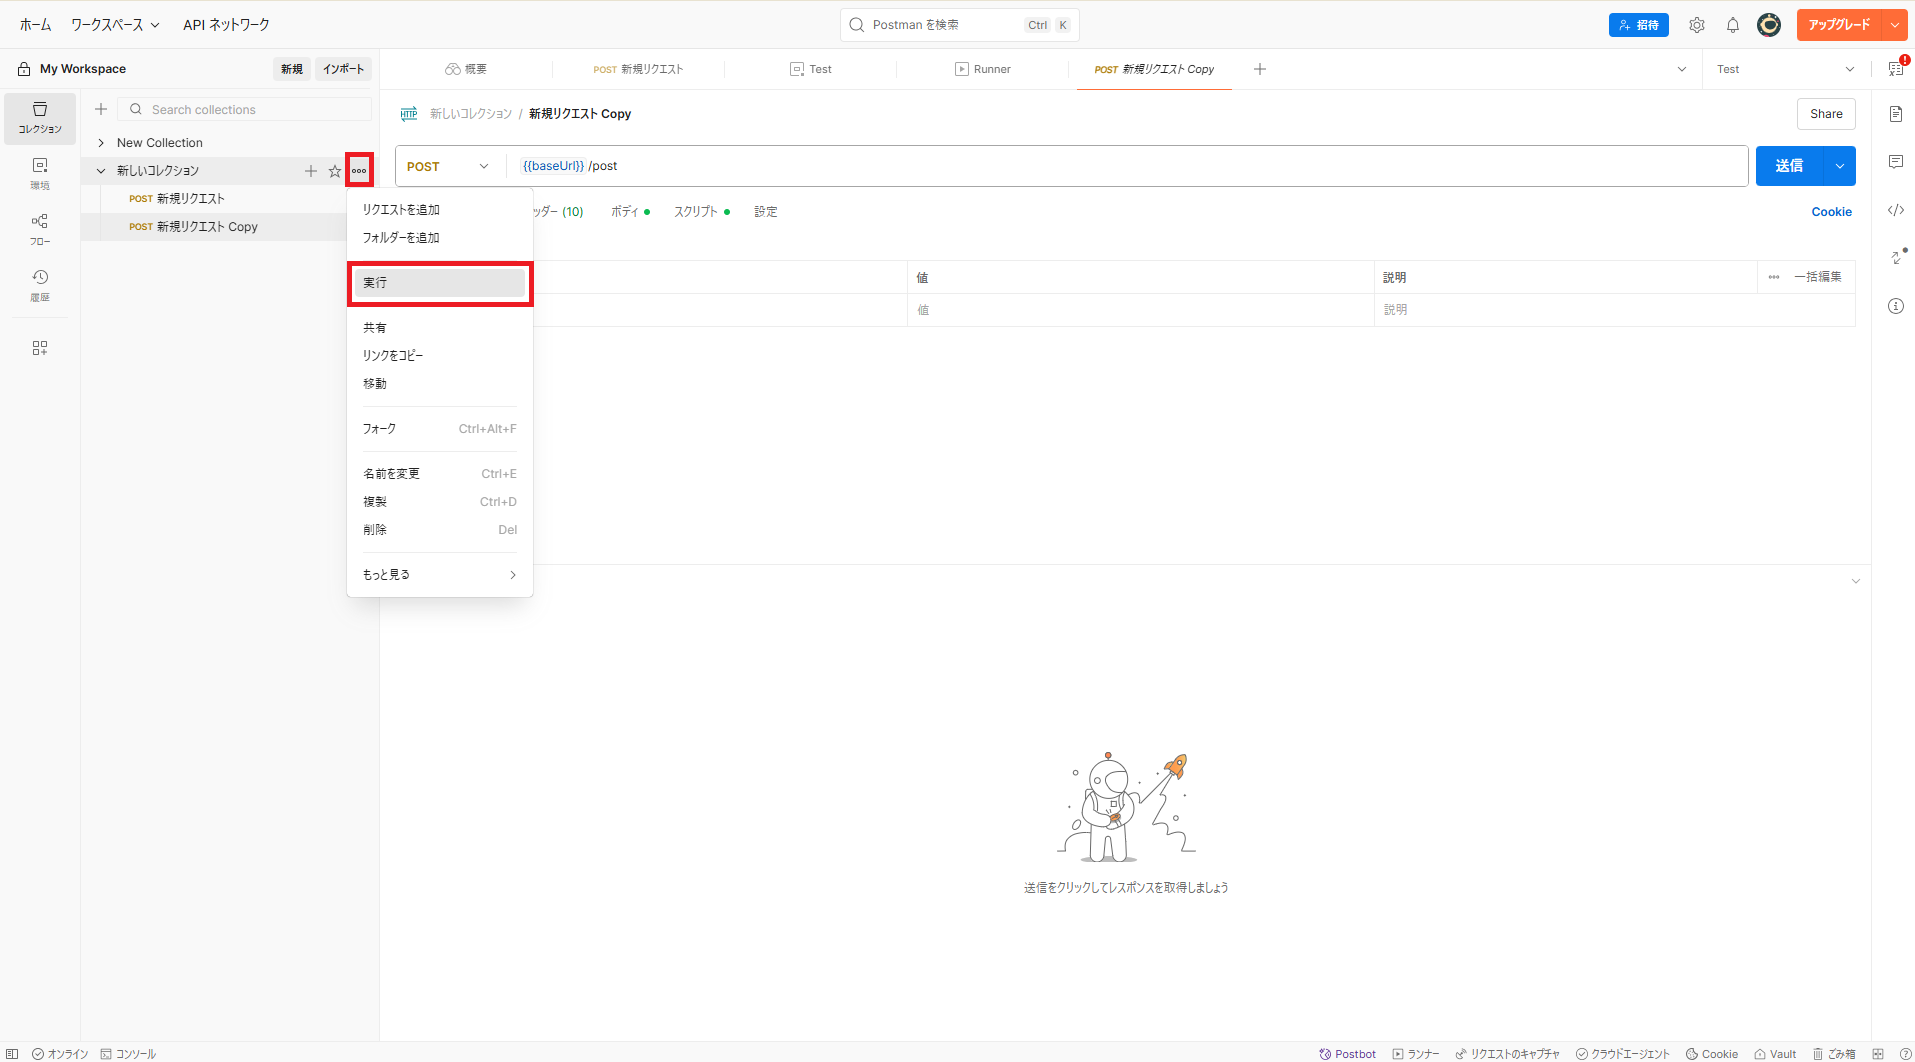 ホーム ワークスペース API ネットワーク Postman を検索 Ctrl K 招待 アップグレード
My Workspace 新規 インポート 概要 POST 新規リクエスト Test Runner POST 新規リクエスト Copy Test
コレクション Search collections
新しいコレクション / 新規リクエスト Copy Share
New Collection
新しいコレクション
POST {{baseUrl}} /post 送信
環境
POST 新規リクエスト
POST 新規リクエスト Copy
リクエストを追加
ッダー (10) ボディ スクリプト 設定 Cookie
フォルダーを追加
フロー
実行
値 説明 一括編集
履歴
値 説明
共有
リンクをコピー
移動
フォーク Ctrl+Alt+F
名前を変更 Ctrl+E
複製 Ctrl+D
削除 Del
もっと見る
送信をクリックしてレスポンスを取得しましょう
オンライン コンソール Postbot ランナー リクエストのキャプチャ クラウドエージェント Cookie Vault ごみ箱